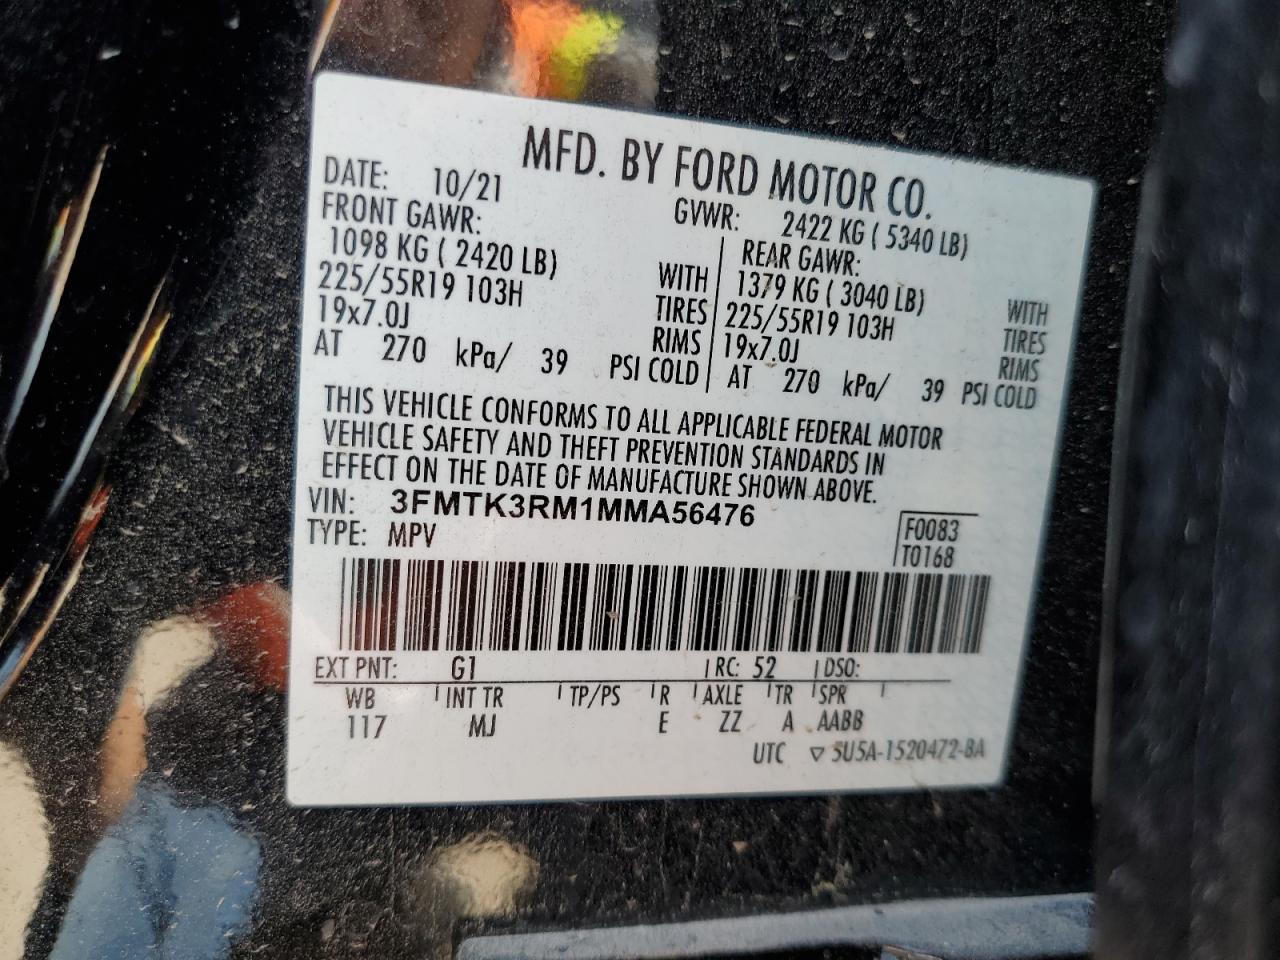 MFD. BY FORD MOTOR CO.
DATE: 10/21 GVWR: 2422 KG ( 5340 LB)
FRONT GAWR: REAR GAWR:
1098 KG ( 2420 LB) WITH 1379 KG ( 3040 LB) WITH
225/55R19 103H TIRES 225/55R19 103H TIRES
19x7.0J RIMS 19x7.0J RIMS
AT 270 kPa/ 39 PSI COLD AT 270 kPa/ 39 PSI COLD
THIS VEHICLE CONFORMS TO ALL APPLICABLE FEDERAL MOTOR
VEHICLE SAFETY AND THEFT PREVENTION STANDARDS IN
EFFECT ON THE DATE OF MANUFACTURE SHOWN ABOVE.
VIN: 3FMTK3RM1MMA56476
TYPE: MPV F0083
T0168
EXT PNT: G1 RC: 52 DSO:
WB INT TR TP/PS R AXLE TR SPR
117 MJ E ZZ A AABB
UTC ▽ 5U5A-1520472-BA